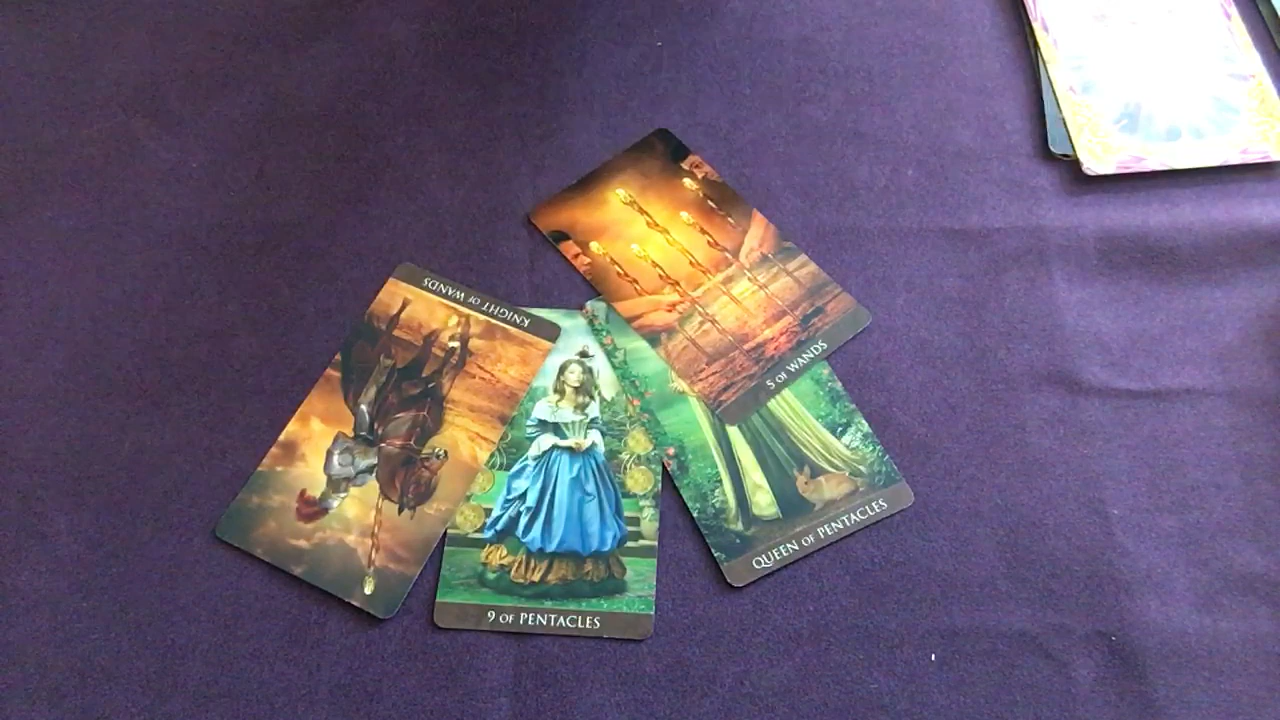 KNIGHT OF WANDS
9 OF PENTACLES
5 OF WANDS
QUEEN OF PENTACLES